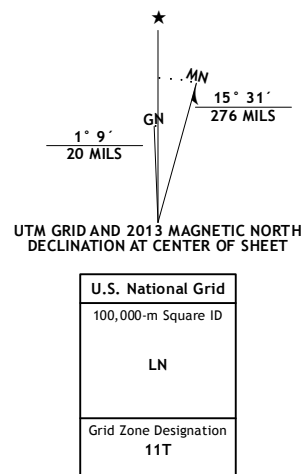 ★
MN
GN
15° 31´
276 MILS
1° 9´
20 MILS
UTM GRID AND 2013 MAGNETIC NORTH
DECLINATION AT CENTER OF SHEET
U.S. National Grid
100,000-m Square ID
LN
Grid Zone Designation
11T